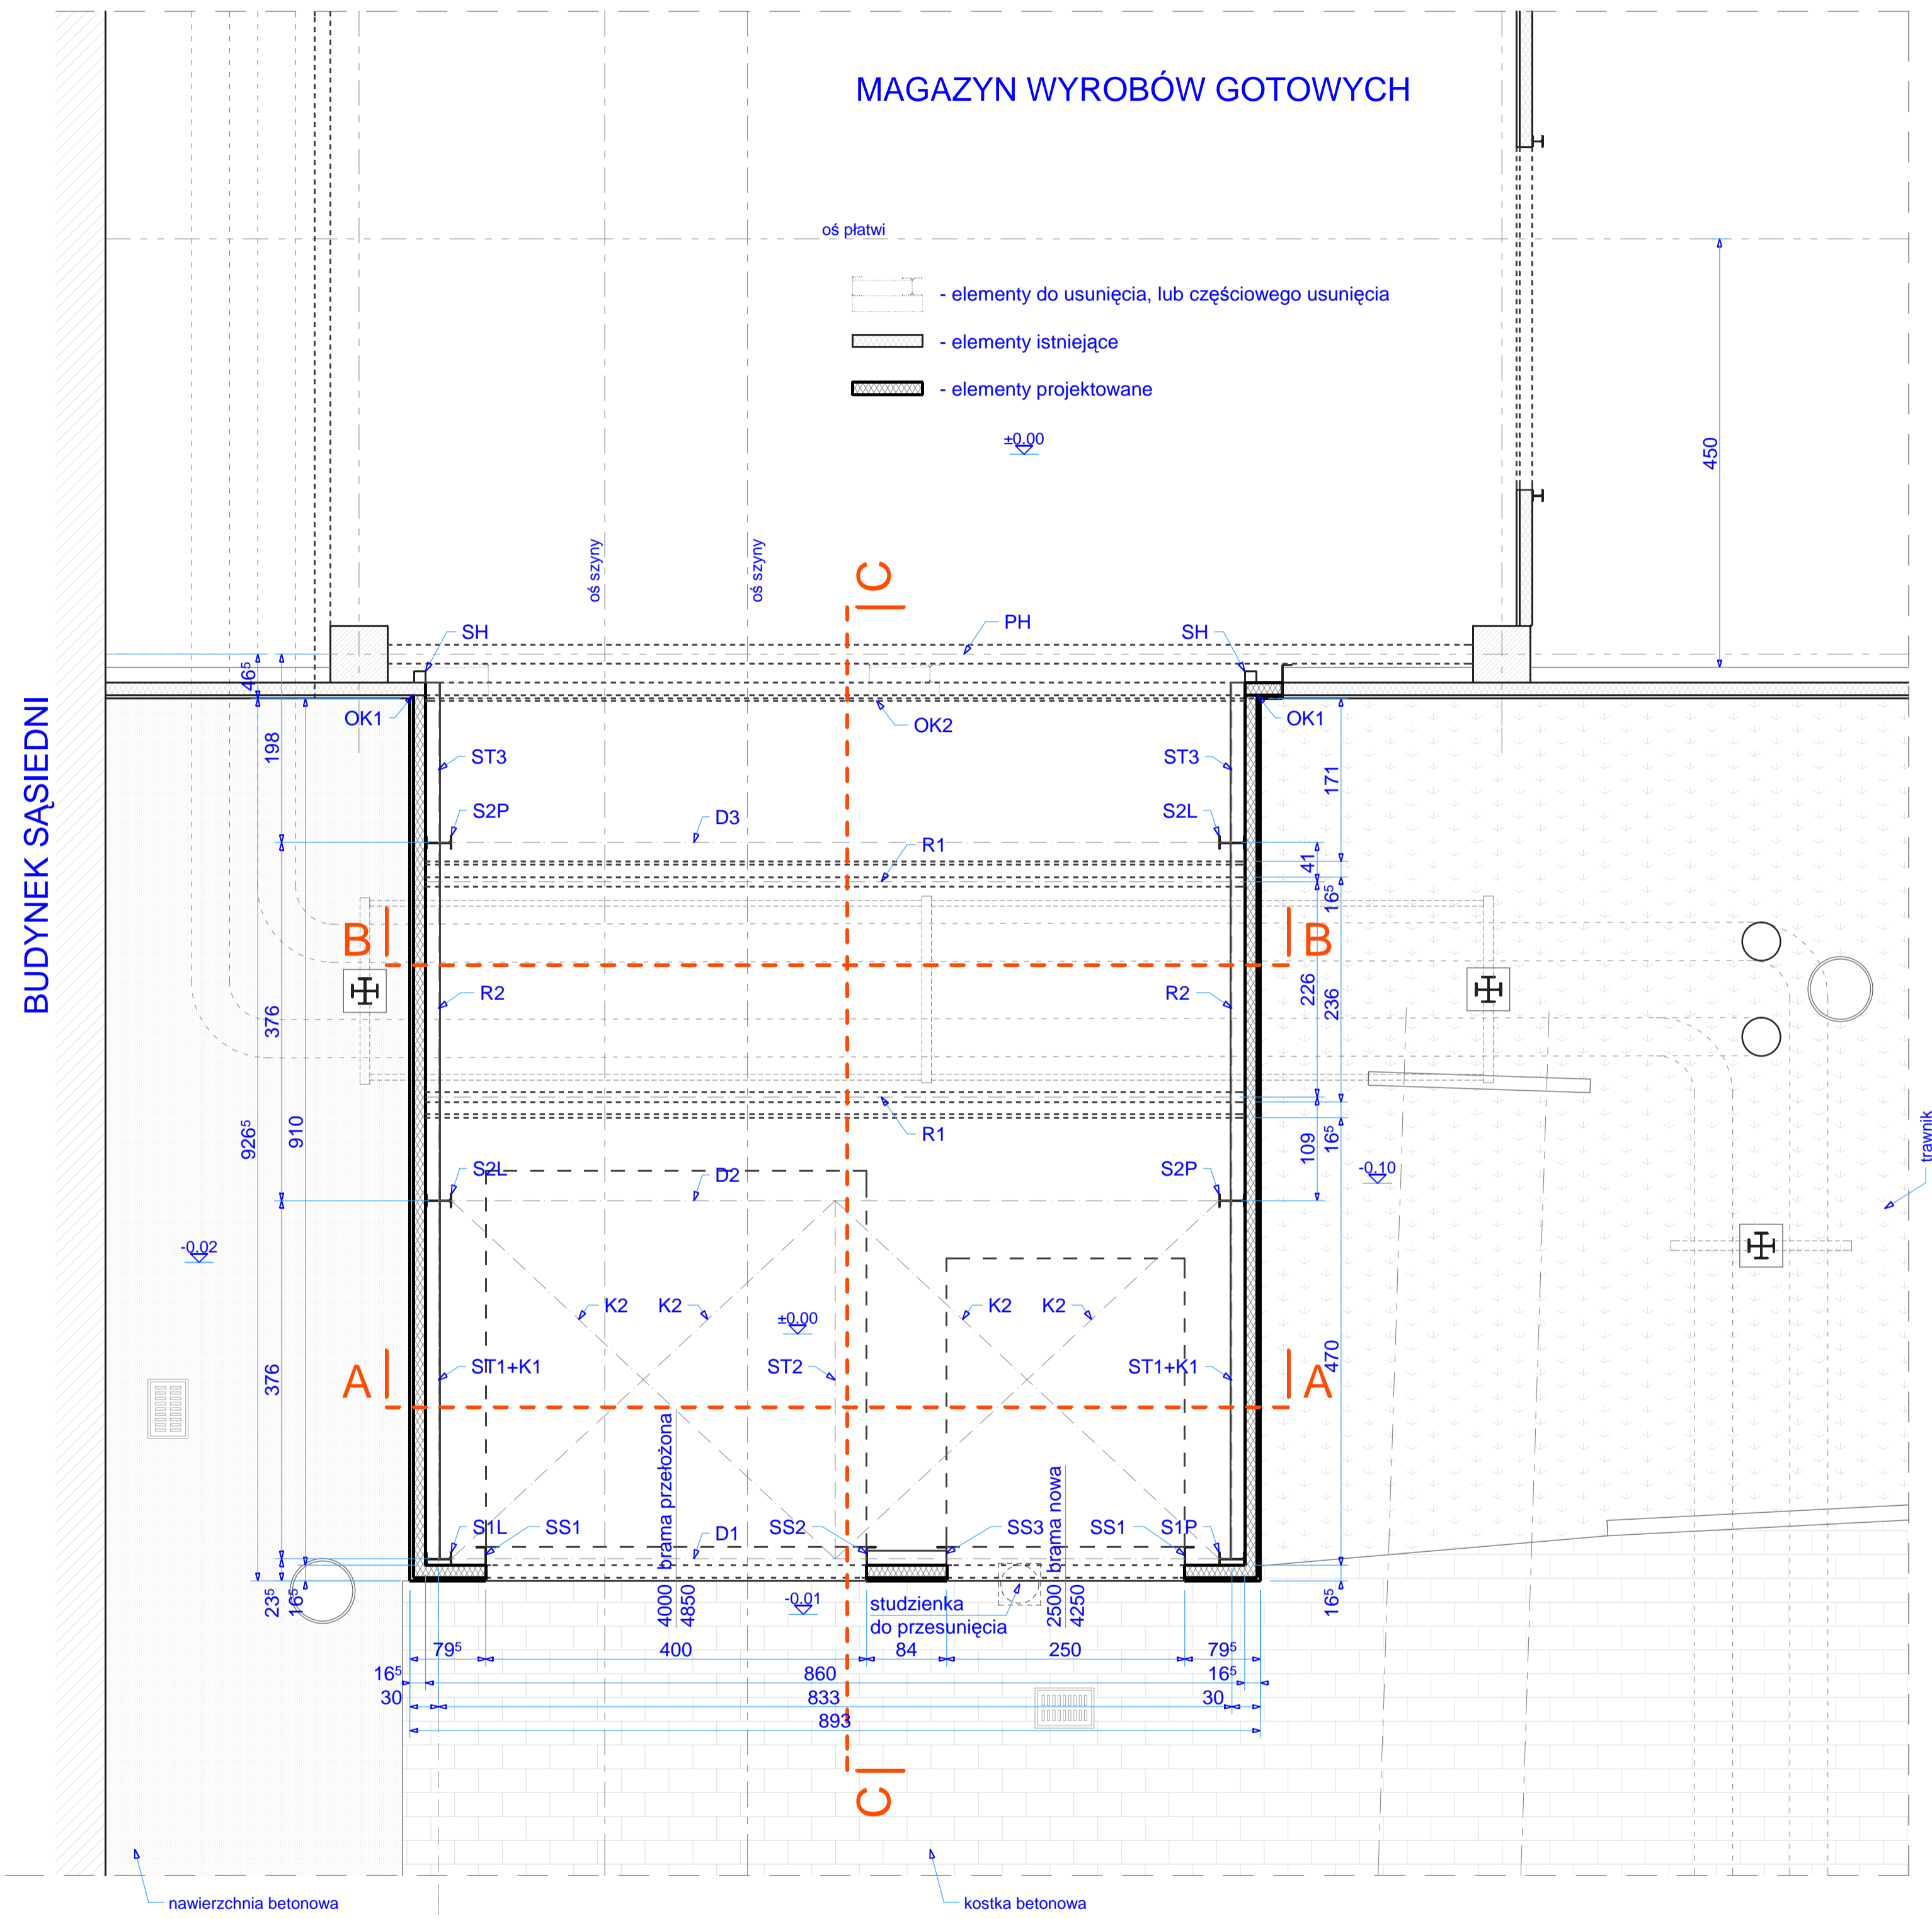 MAGAZYN WYROBÓW GOTOWYCH
oś płatwi
- elementy do usunięcia, lub częściowego usunięcia
- elementy istniejące
- elementy projektowane
±0.00
450
oś szyny
oś szyny
C
SH
PH
SH
46⁵
OK1
OK2
OK1
BUDYNEK SĄSIEDNI
198
ST3
ST3
171
S2P
D3
S2L
R1
41
16⁵
B
B
R2
R2
376
226
236
926⁵
910
R1
109
16⁵
trawnik
S2L
D2
S2P
-0.10
-0.02
K2
K2
K2
K2
±0.00
376
ST1+K1
ST2
ST1+K1
470
A
A
4000 brama przełożona
4850
2500 brama nowa
4250
S1L
SS1
D1
SS2
SS3
SS1
S1P
23⁵
16⁵
-0.01
studzienka
do przesunięcia
16⁵
79⁵
400
84
250
79⁵
16⁵
860
16⁵
30
833
30
893
C
nawierzchnia betonowa
kostka betonowa